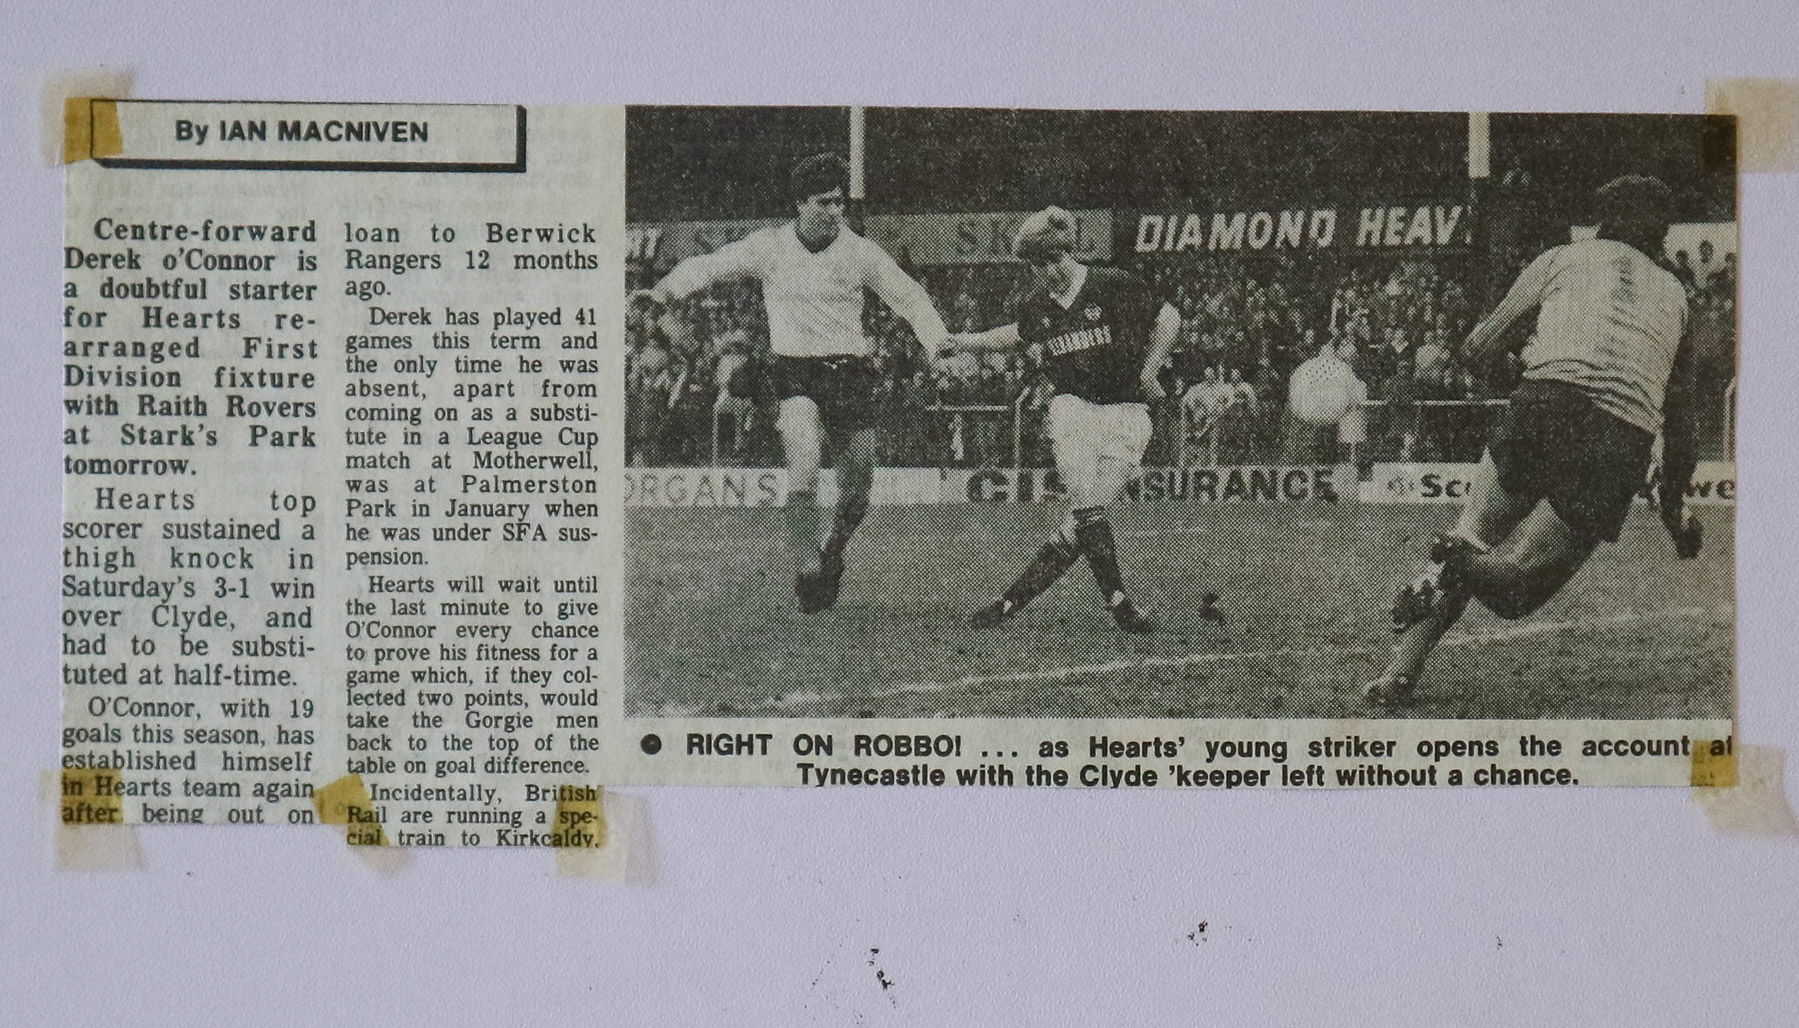 By IAN MACNIVEN
Centre-forward
Derek o'Connor is
a doubtful starter
for Hearts re-
arranged First
Division fixture
with Raith Rovers
at Stark's Park
tomorrow.
Hearts top
scorer sustained a
thigh knock in
Saturday's 3-1 win
over Clyde, and
had to be substi-
tuted at half-time.
O'Connor, with 19
goals this season, has
established himself
in Hearts team again
after being out on
loan to Berwick
Rangers 12 months
ago.
Derek has played 41
games this term and
the only time he was
absent, apart from
coming on as a substi-
tute in a League Cup
match at Motherwell,
was at Palmerston
Park in January when
he was under SFA sus-
pension.
Hearts will wait until
the last minute to give
O'Connor every chance
to prove his fitness for a
game which, if they col-
lected two points, would
take the Gorgie men
back to the top of the
table on goal difference.
Incidentally, British
Rail are running a spe-
cial train to Kirkcaldy.
DIAMOND HEAV
ORGANS
CIS INSURANCE
● RIGHT ON ROBBO! ... as Hearts' young striker opens the account at
Tynecastle with the Clyde 'keeper left without a chance.